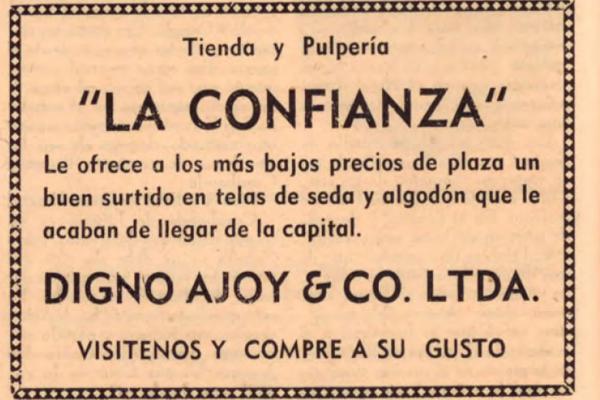 Tienda y Pulpería
"LA CONFIANZA"
Le ofrece a los más bajos precios de plaza un
buen surtido en telas de seda y algodón que le
acaban de llegar de la capital.
DIGNO AJOY & CO. LTDA.
VISITENOS Y COMPRE A SU GUSTO